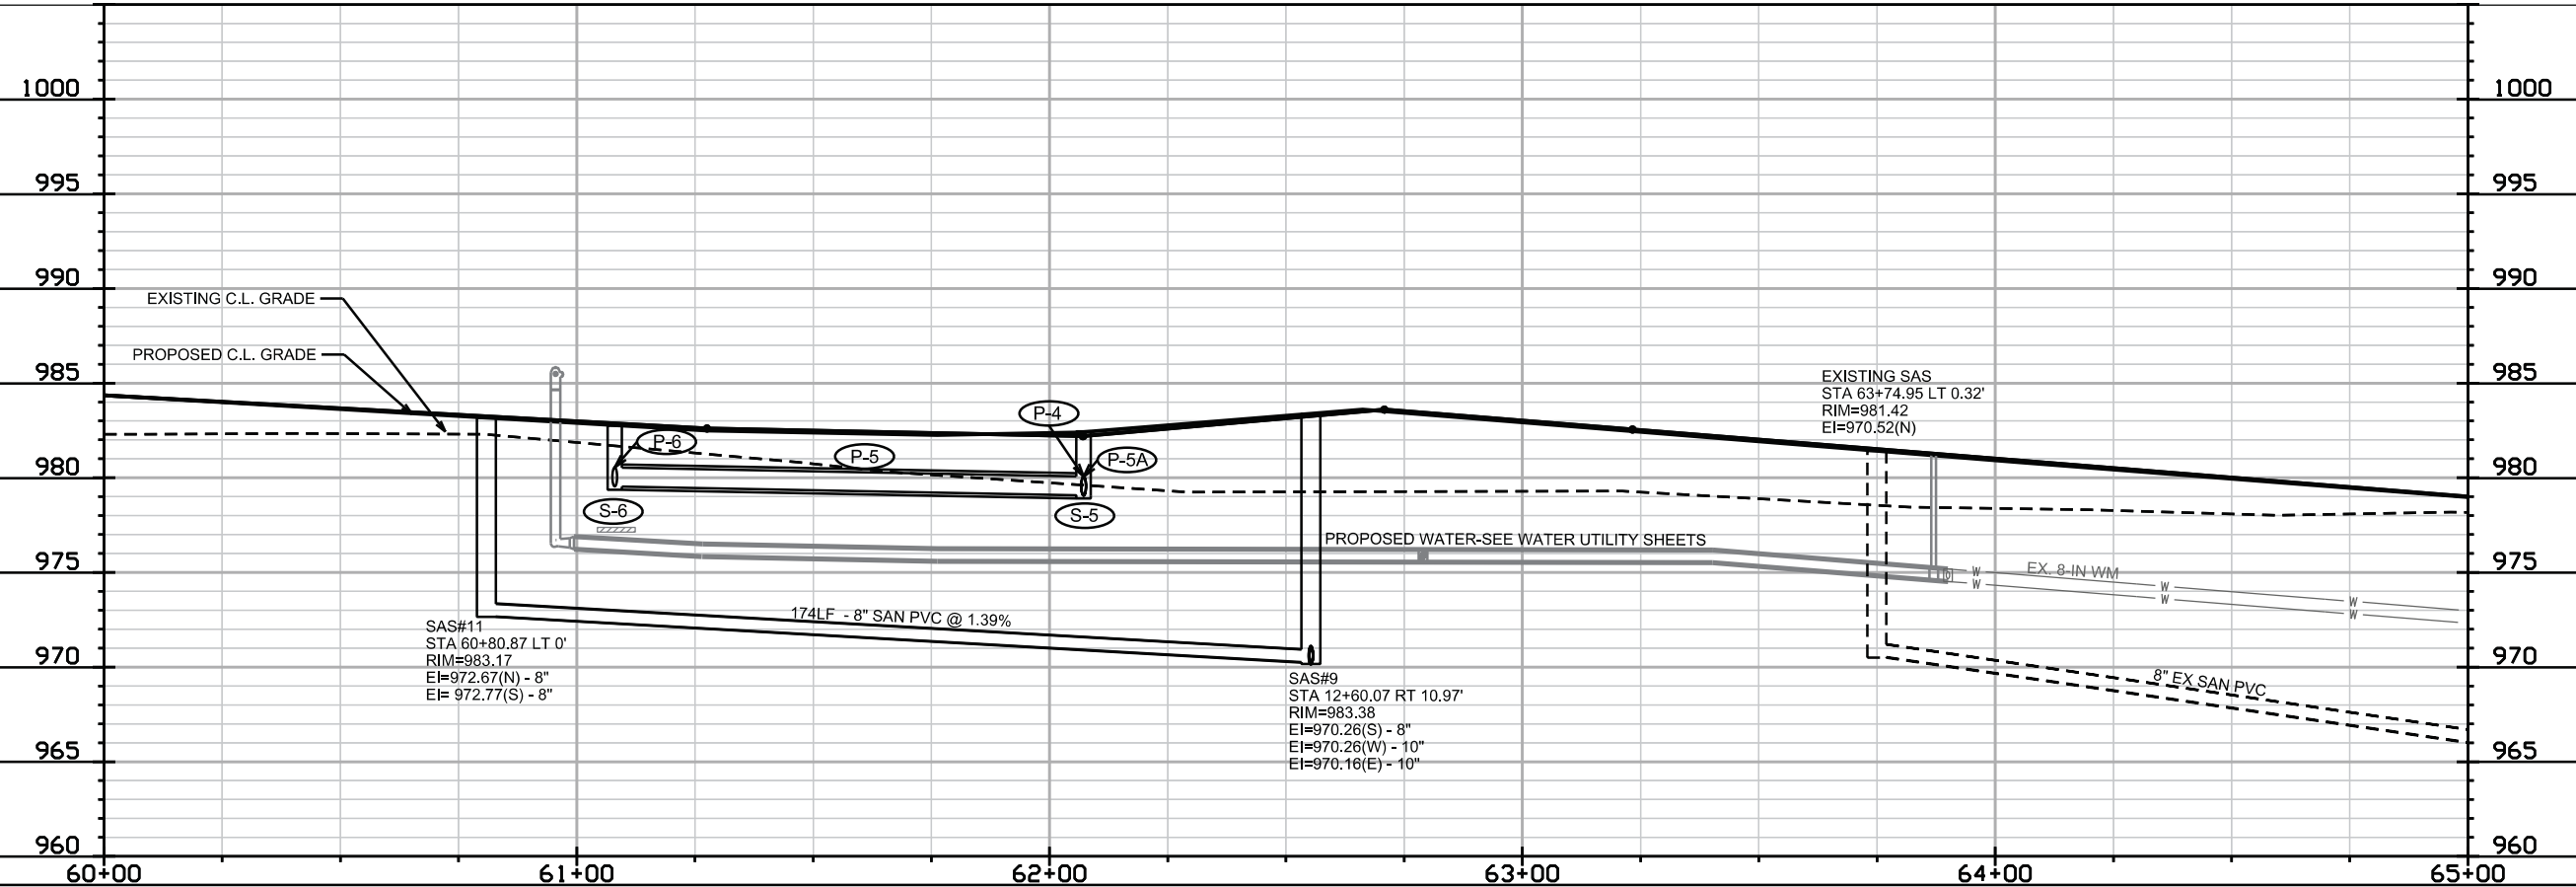 1000
1000
995
995
990
990
EXISTING C.L. GRADE
PROPOSED C.L. GRADE
985
985
EXISTING SAS
STA 63+74.95 LT 0.32'
RIM=981.42
EI=970.52(N)
P-4
P-6
P-5
P-5A
980
980
S-6
S-5
PROPOSED WATER-SEE WATER UTILITY SHEETS
975
975
EX. 8-IN WM
W
W
W
W
W
W
174LF - 8" SAN PVC @ 1.39%
SAS#11
STA 60+80.87 LT 0'
RIM=983.17
EI=972.67(N) - 8"
EI= 972.77(S) - 8"
970
970
SAS#9
STA 12+60.07 RT 10.97'
RIM=983.38
EI=970.26(S) - 8"
EI=970.26(W) - 10"
EI=970.16(E) - 10"
8" EX SAN PVC
965
965
960
960
60+00
61+00
62+00
63+00
64+00
65+00